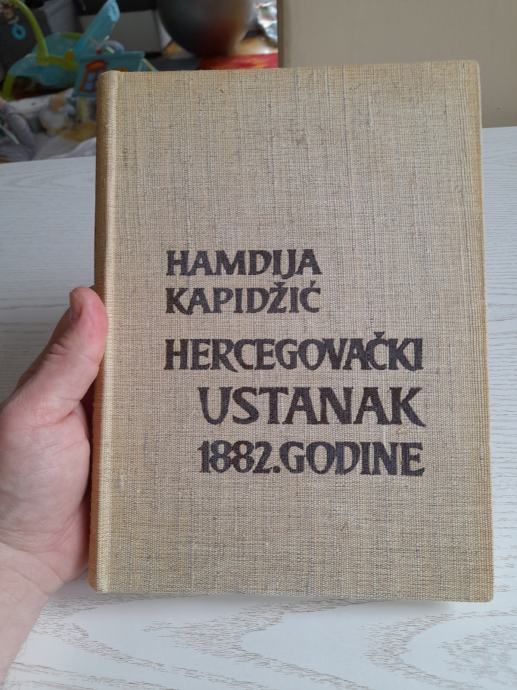 HAMDIJA
KAPIDŽIĆ
HERCEGOVAČKI
USTANAK
1882. GODINE